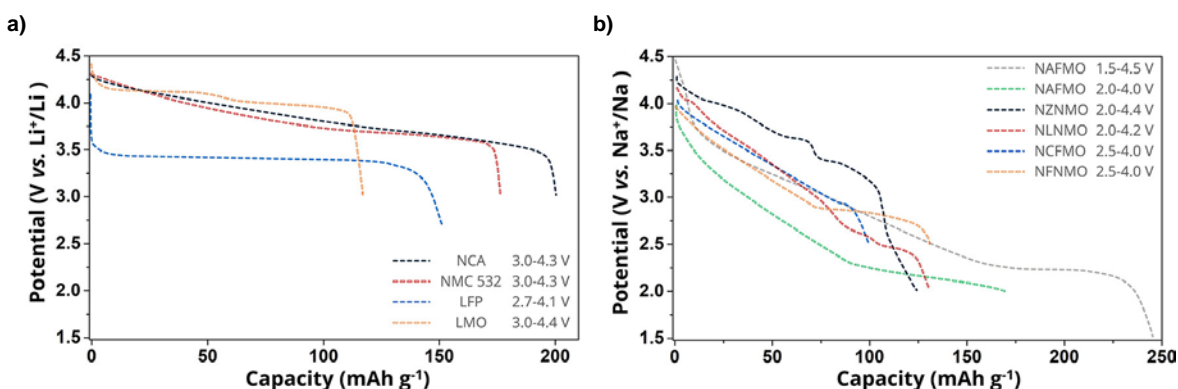 a)
4.5
4.0
3.5
3.0
2.5
2.0
1.5
Potential (V vs. Li⁺/Li)
0
50
100
150
200
Capacity (mAh g⁻¹)
NCA 3.0-4.3 V
NMC 532 3.0-4.3 V
LFP 2.7-4.1 V
LMO 3.0-4.4 V
b)
4.5
4.0
3.5
3.0
2.5
2.0
1.5
Potential (V vs. Na⁺/Na)
0
50
100
150
200
250
Capacity (mAh g⁻¹)
NAFMO 1.5-4.5 V
NAFMO 2.0-4.0 V
NZNMO 2.0-4.4 V
NLNMO 2.0-4.2 V
NCFMO 2.5-4.0 V
NFNMO 2.5-4.0 V